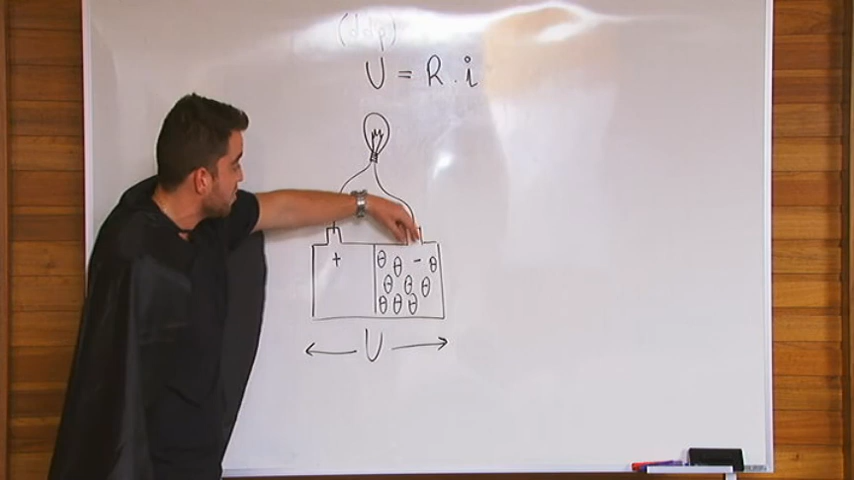 (ddp)
U = R . i
+ -
U